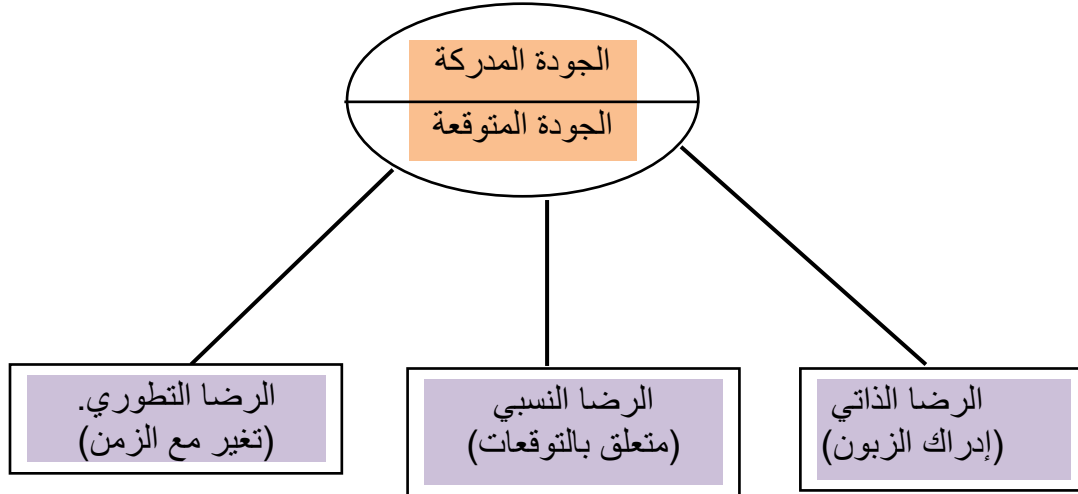 الجودة المدركة
الجودة المتوقعة
الرضا الذاتي
(إدراك الزبون)
الرضا النسبي
(متعلق بالتوقعات)
الرضا التطوري.
(تغير مع الزمن)